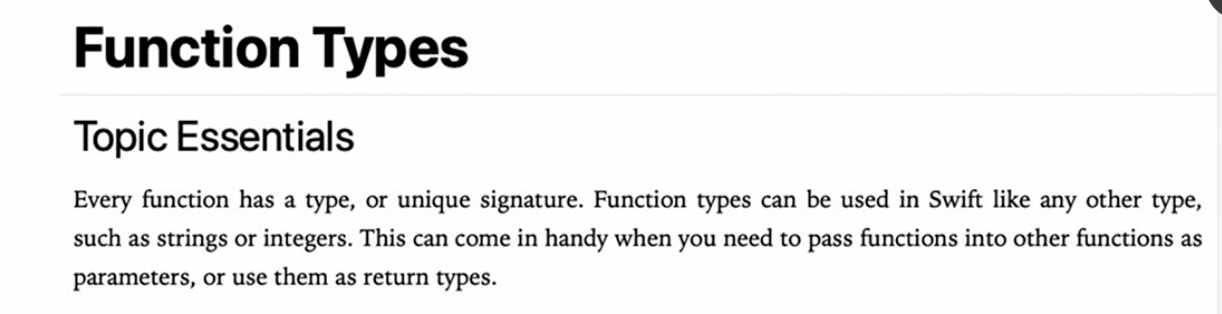 Function Types
Topic Essentials
Every function has a type, or unique signature. Function types can be used in Swift like any other type,
such as strings or integers. This can come in handy when you need to pass functions into other functions as
parameters, or use them as return types.